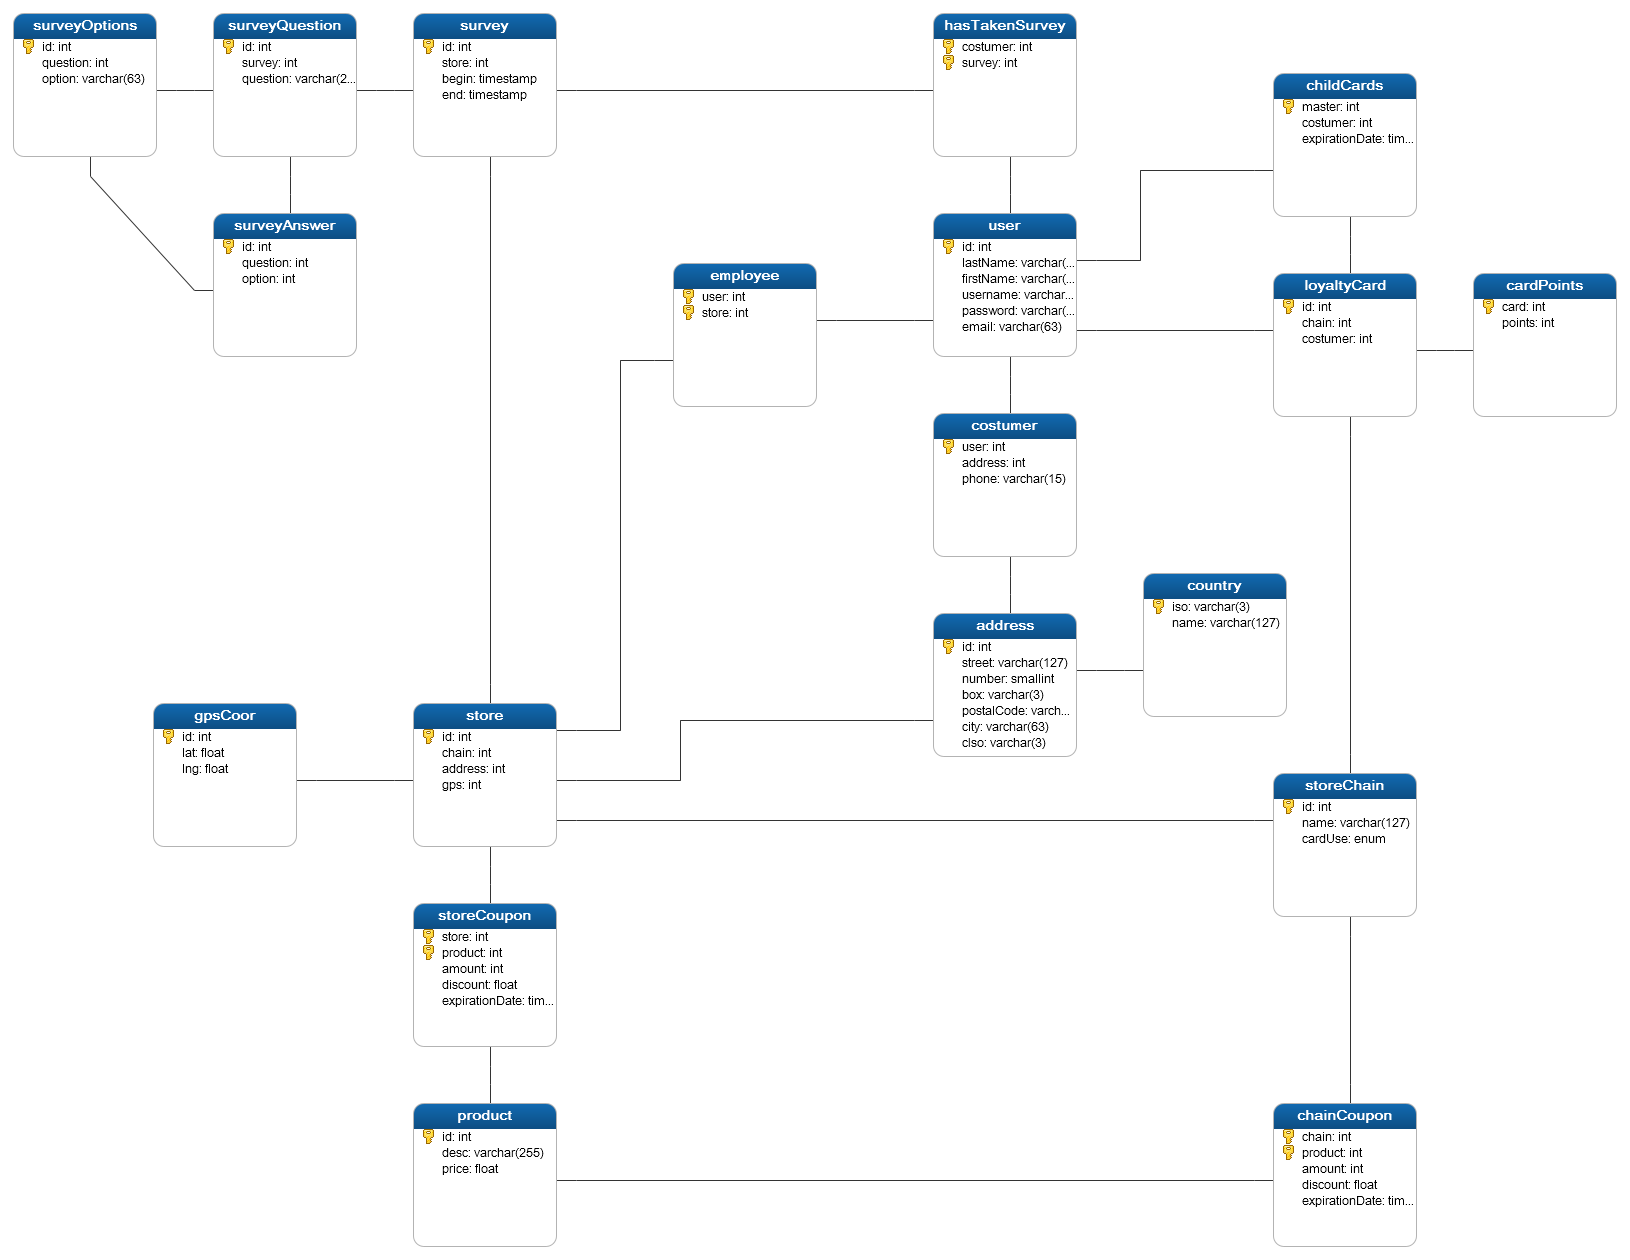 surveyOptions
id: int
question: int
option: varchar(63)
surveyQuestion
id: int
survey: int
question: varchar(2...
survey
id: int
store: int
begin: timestamp
end: timestamp
hasTakenSurvey
costumer: int
survey: int
childCards
master: int
costumer: int
expirationDate: tim...
surveyAnswer
id: int
question: int
option: int
employee
user: int
store: int
user
id: int
lastName: varchar(...
firstName: varchar(...
username: varchar...
password: varchar(...
email: varchar(63)
loyaltyCard
id: int
chain: int
costumer: int
cardPoints
card: int
points: int
costumer
user: int
address: int
phone: varchar(15)
country
iso: varchar(3)
name: varchar(127)
address
id: int
street: varchar(127)
number: smallint
box: varchar(3)
postalCode: varch...
city: varchar(63)
cIso: varchar(3)
gpsCoor
id: int
lat: float
lng: float
store
id: int
chain: int
address: int
gps: int
storeChain
id: int
name: varchar(127)
cardUse: enum
storeCoupon
store: int
product: int
amount: int
discount: float
expirationDate: tim...
product
id: int
desc: varchar(255)
price: float
chainCoupon
chain: int
product: int
amount: int
discount: float
expirationDate: tim...